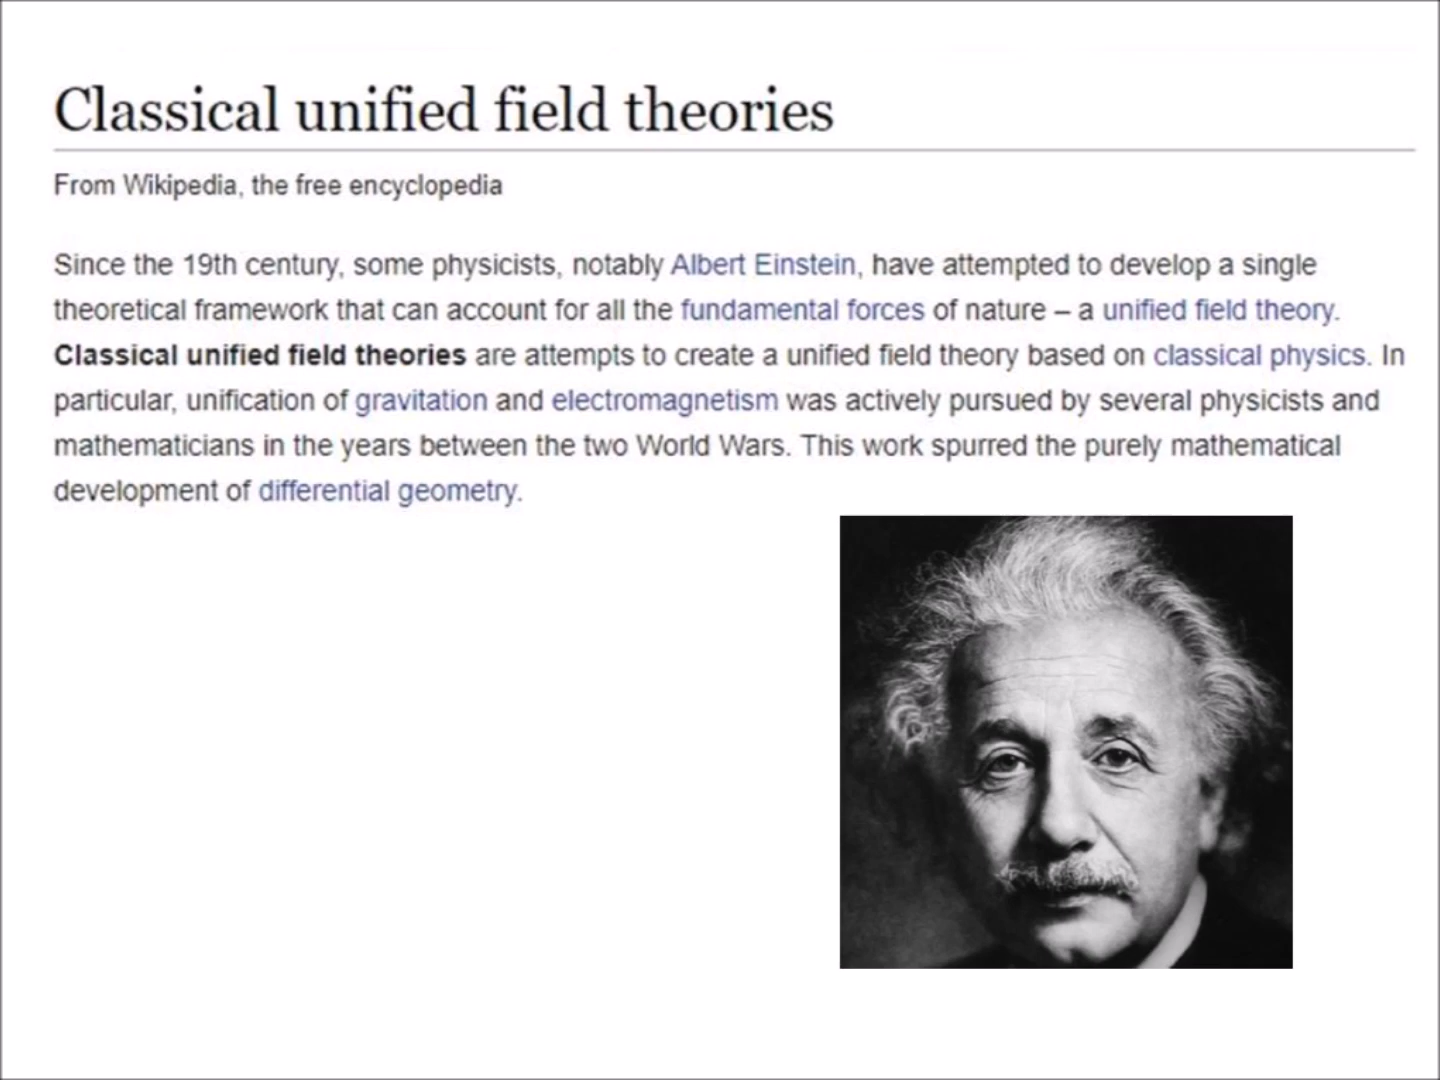 Classical unified field theories
From Wikipedia, the free encyclopedia
Since the 19th century, some physicists, notably Albert Einstein, have attempted to develop a single
theoretical framework that can account for all the fundamental forces of nature – a unified field theory.
Classical unified field theories are attempts to create a unified field theory based on classical physics. In
particular, unification of gravitation and electromagnetism was actively pursued by several physicists and
mathematicians in the years between the two World Wars. This work spurred the purely mathematical
development of differential geometry.